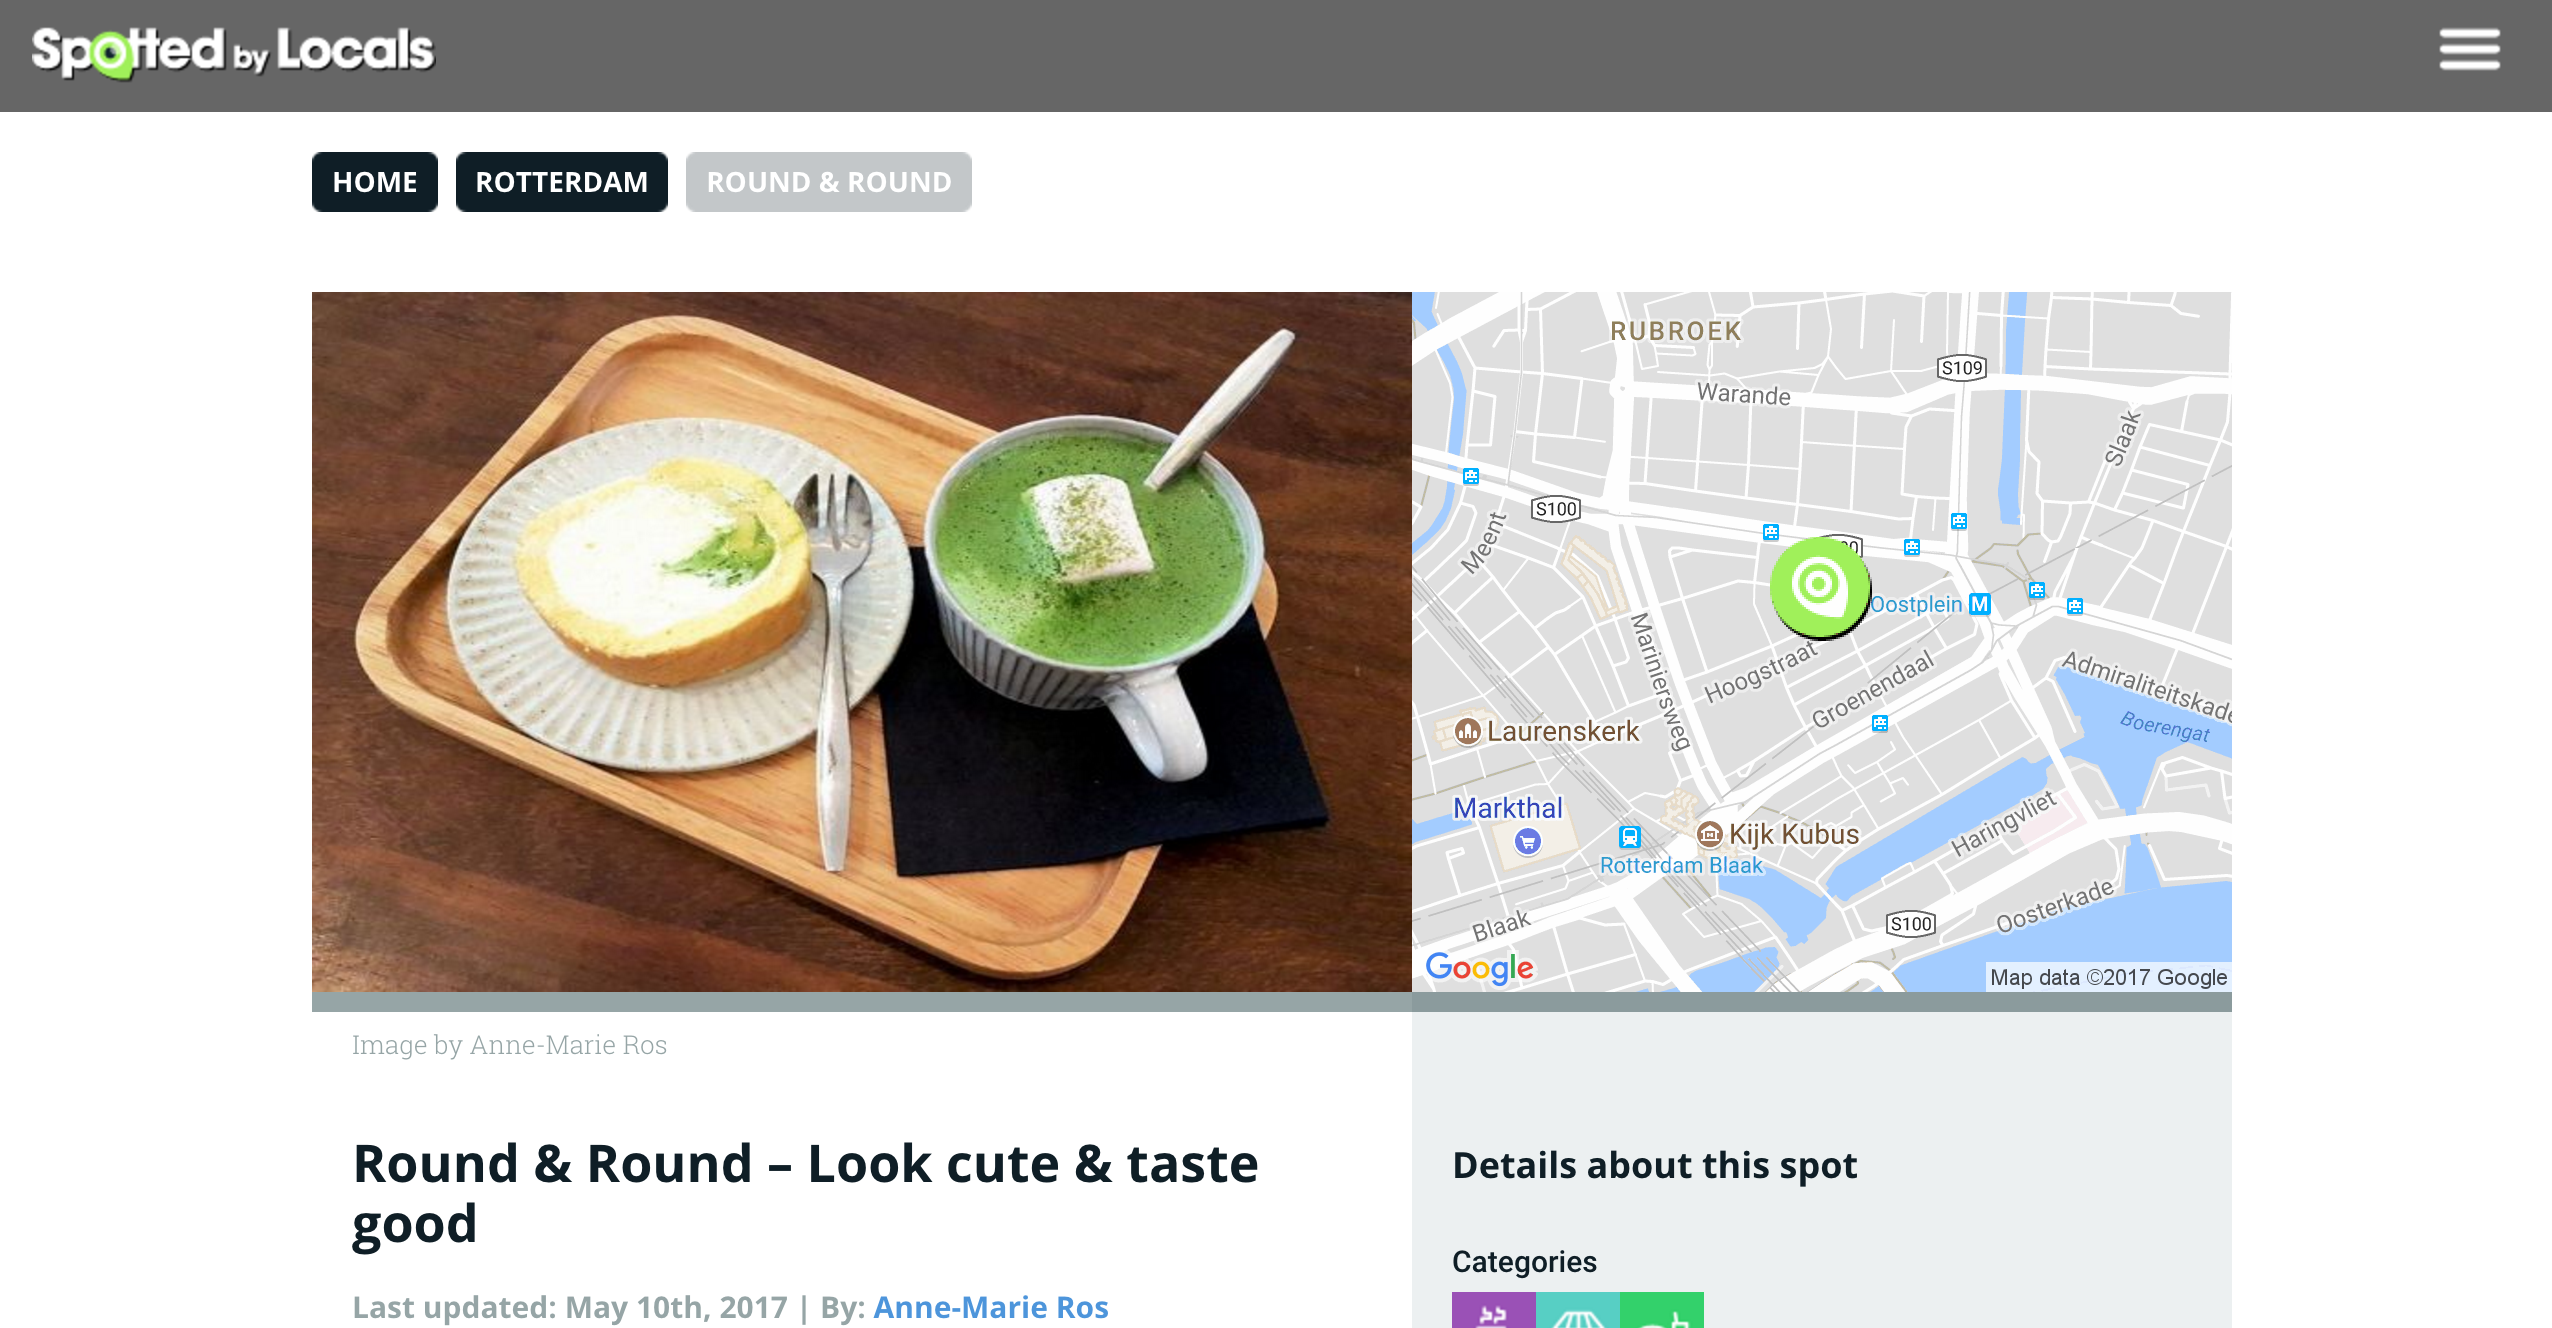 Spotted by Locals
HOME
ROTTERDAM
ROUND & ROUND
RUBROEK
S109
Warande
Slaak
S100
Meent
Oostplein
M
Mariniersweg
Hoogstraat
Groenendaal
Admiraliteitskade
Boerengat
Laurenskerk
Markthal
Kijk Kubus
Rotterdam Blaak
Haringvliet
Oosterkade
S100
Blaak
Google
Map data ©2017 Google
Image by Anne-Marie Ros
Round & Round – Look cute & taste
good
Last updated: May 10th, 2017 | By: Anne-Marie Ros
Details about this spot
Categories